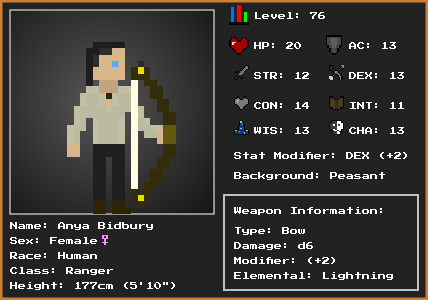 Level: 76
HP: 20
AC: 13
STR: 12
DEX: 13
CON: 14
INT: 11
WIS: 13
CHA: 13
Stat Modifier: DEX (+2)
Background: Peasant
Name: Anya Bidbury
Sex: Female♀
Race: Human
Class: Ranger
Height: 177cm (5'10")
Weapon Information:
Type: Bow
Damage: d6
Modifier: (+2)
Elemental: Lightning